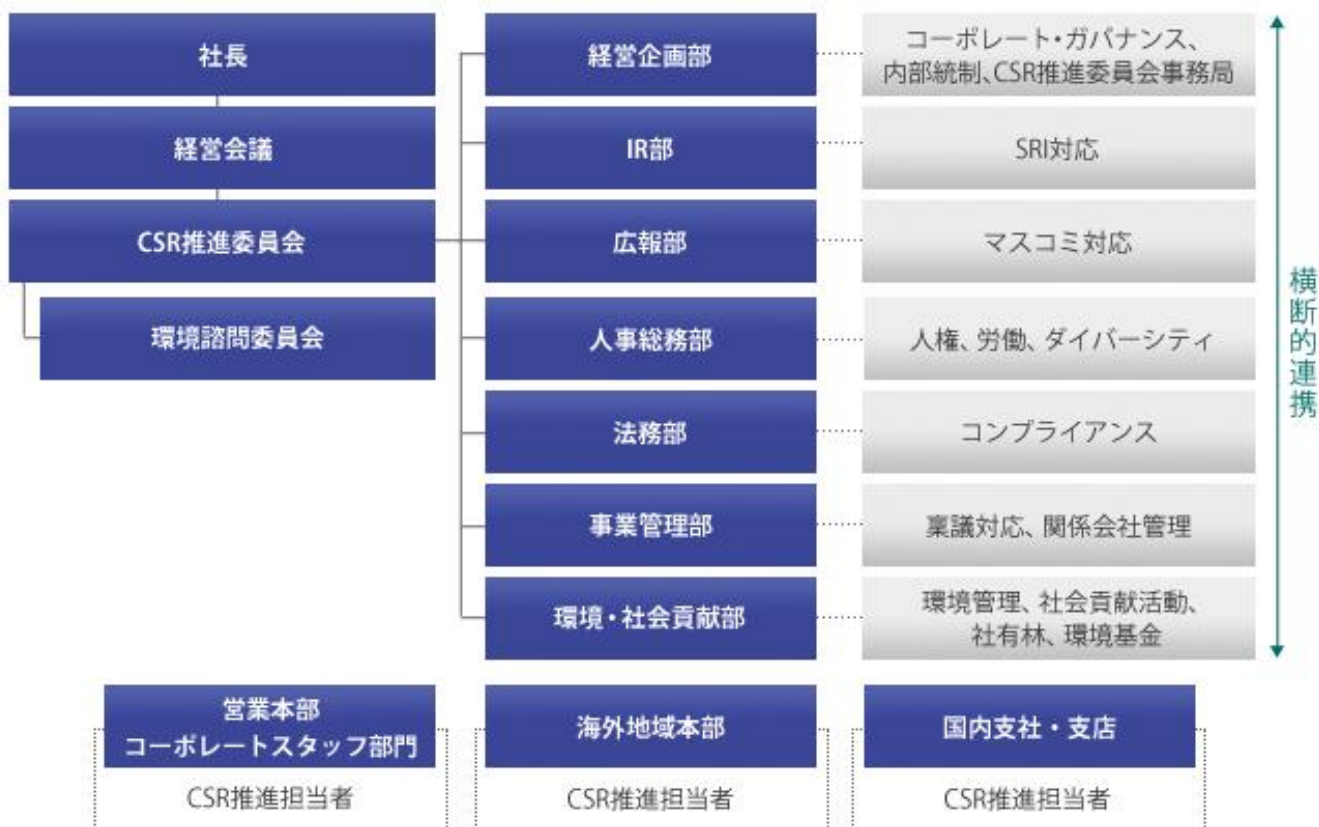 社長
経営会議
CSR推進委員会
環境諮問委員会
経営企画部
コーポレート・ガバナンス、
内部統制、CSR推進委員会事務局
IR部
SRI対応
広報部
マスコミ対応
人事総務部
人権、労働、ダイバーシティ
法務部
コンプライアンス
事業管理部
稟議対応、関係会社管理
環境・社会貢献部
環境管理、社会貢献活動、
社有林、環境基金
横断的連携
営業本部
コーポレートスタッフ部門
CSR推進担当者
海外地域本部
CSR推進担当者
国内支社・支店
CSR推進担当者